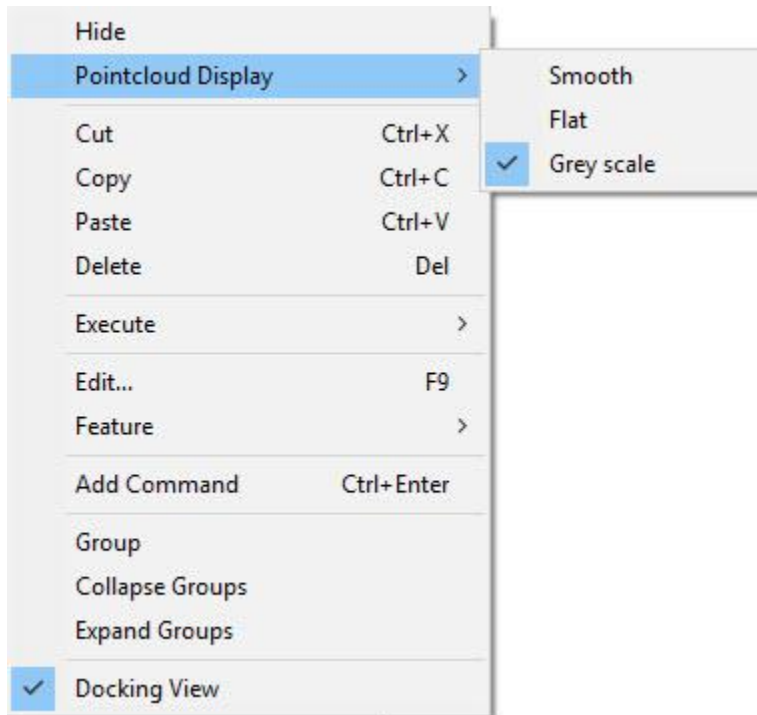 Hide
Pointcloud Display
Smooth
Flat
Grey scale
Cut Ctrl+X
Copy Ctrl+C
Paste Ctrl+V
Delete Del
Execute
Edit... F9
Feature
Add Command Ctrl+Enter
Group
Collapse Groups
Expand Groups
Docking View